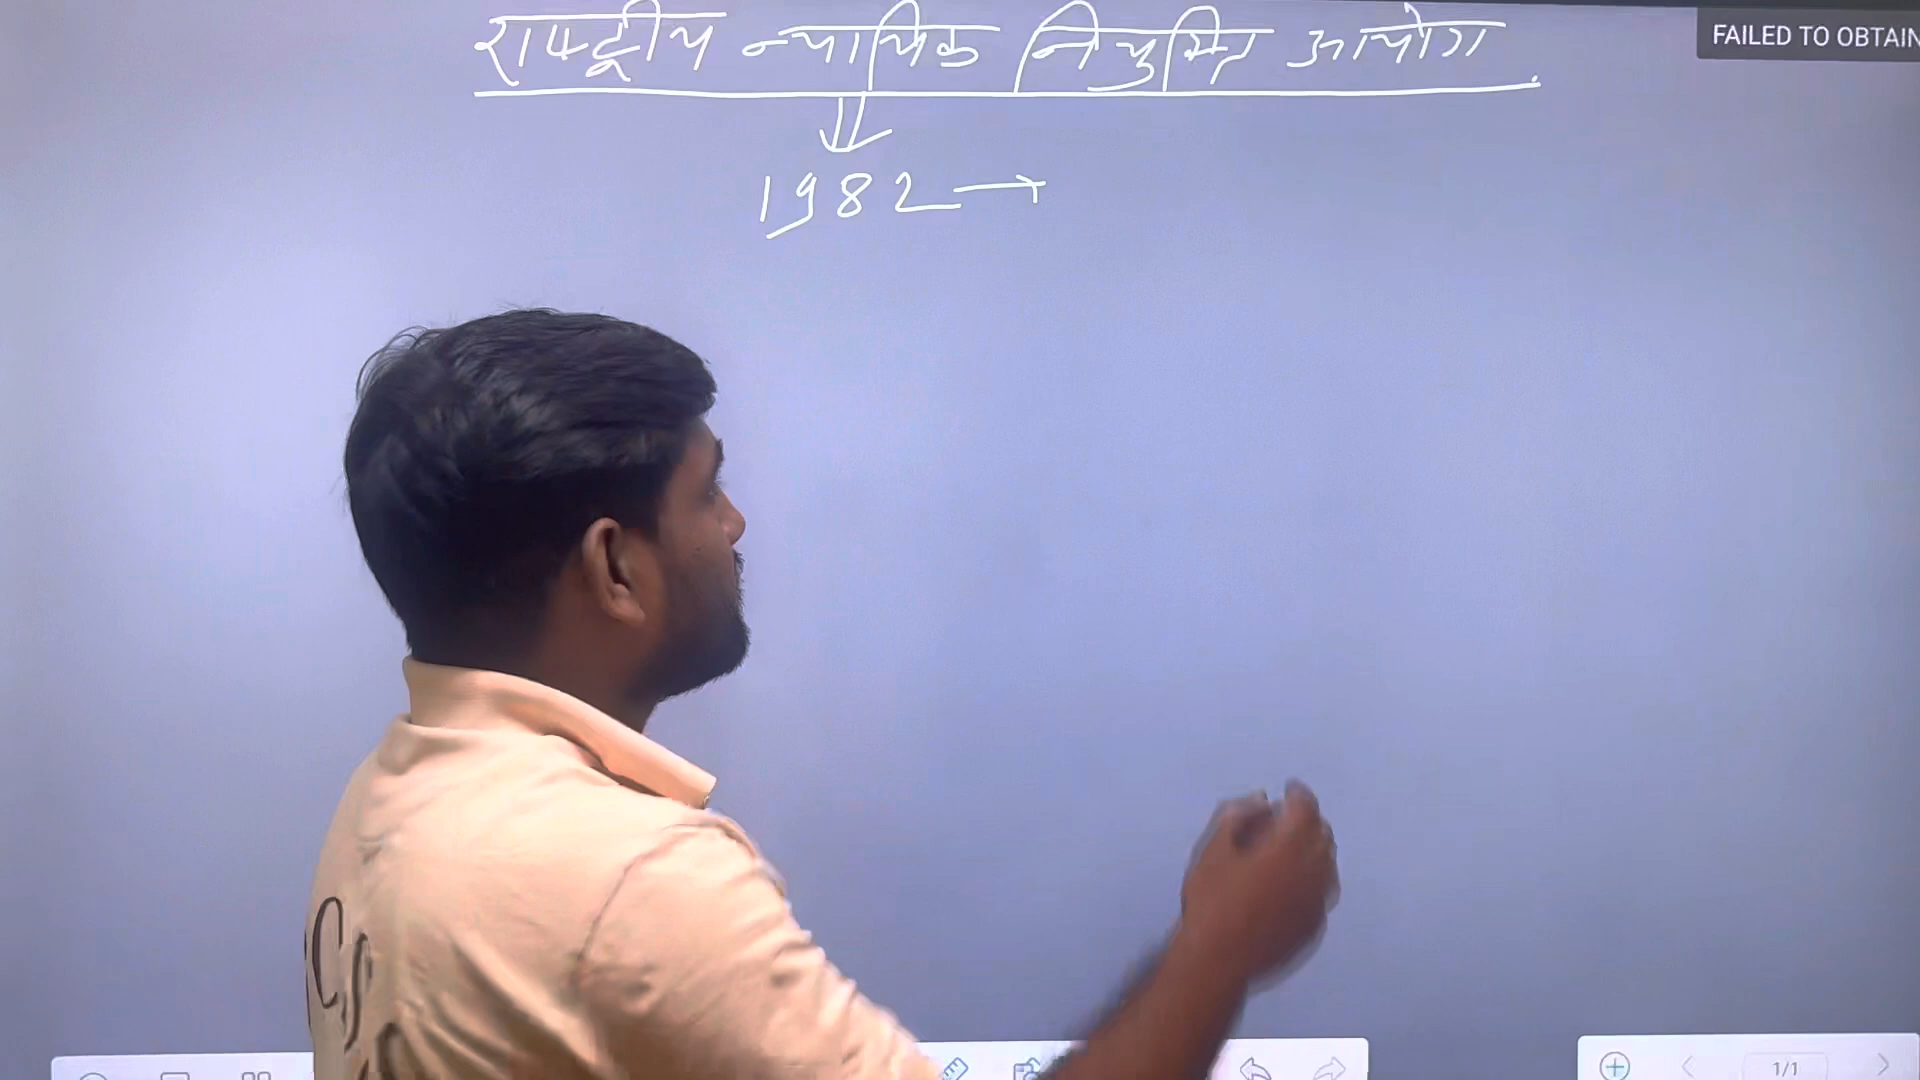 राष्ट्रीय न्यायिक नियुक्ति आयोग
FAILED TO OBTAIN
1982 →
1/1